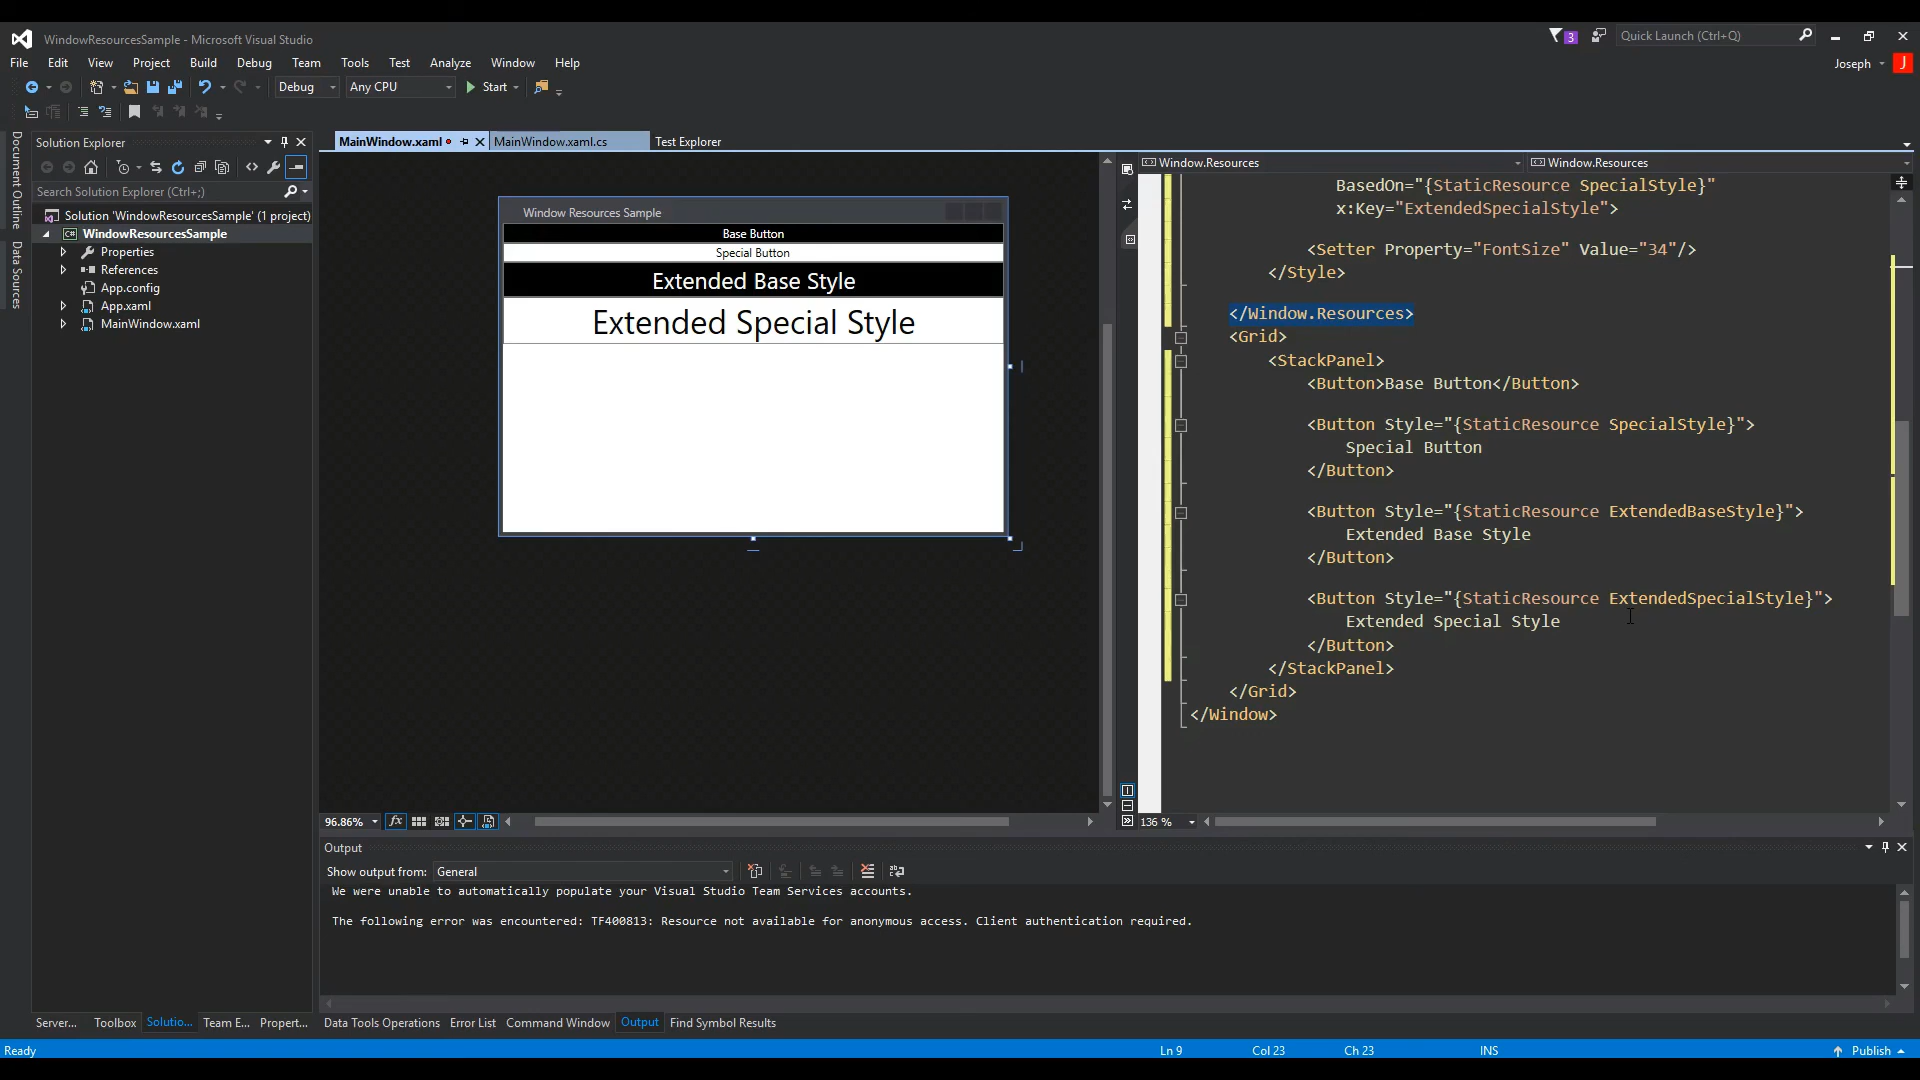 WindowResourcesSample - Microsoft Visual Studio
3
Quick Launch (Ctrl+Q)
File Edit View Project Build Debug Team Tools Test Analyze Window Help
Joseph J
Debug Any CPU Start
Document Outline
Data Sources
Solution Explorer
Search Solution Explorer (Ctrl+;)
Solution 'WindowResourcesSample' (1 project)
C# WindowResourcesSample
Properties
References
App.config
App.xaml
MainWindow.xaml
MainWindow.xaml MainWindow.xaml.cs Test Explorer
Window Resources Sample
Base Button
Special Button
Extended Base Style
Extended Special Style
96.86% fx
Window.Resources Window.Resources
BasedOn="{StaticResource SpecialStyle}"
x:Key="ExtendedSpecialStyle">
<Setter Property="FontSize" Value="34"/>
</Style>
</Window.Resources>
<Grid>
<StackPanel>
<Button>Base Button</Button>
<Button Style="{StaticResource SpecialStyle}">
Special Button
</Button>
<Button Style="{StaticResource ExtendedBaseStyle}">
Extended Base Style
</Button>
<Button Style="{StaticResource ExtendedSpecialStyle}">
Extended Special Style
</Button>
</StackPanel>
</Grid>
</Window>
136 %
Output
Show output from: General
We were unable to automatically populate your Visual Studio Team Services accounts.
The following error was encountered: TF400813: Resource not available for anonymous access. Client authentication required.
Server... Toolbox Solutio... Team E... Propert... Data Tools Operations Error List Command Window Output Find Symbol Results
Ready Ln 9 Col 23 Ch 23 INS Publish